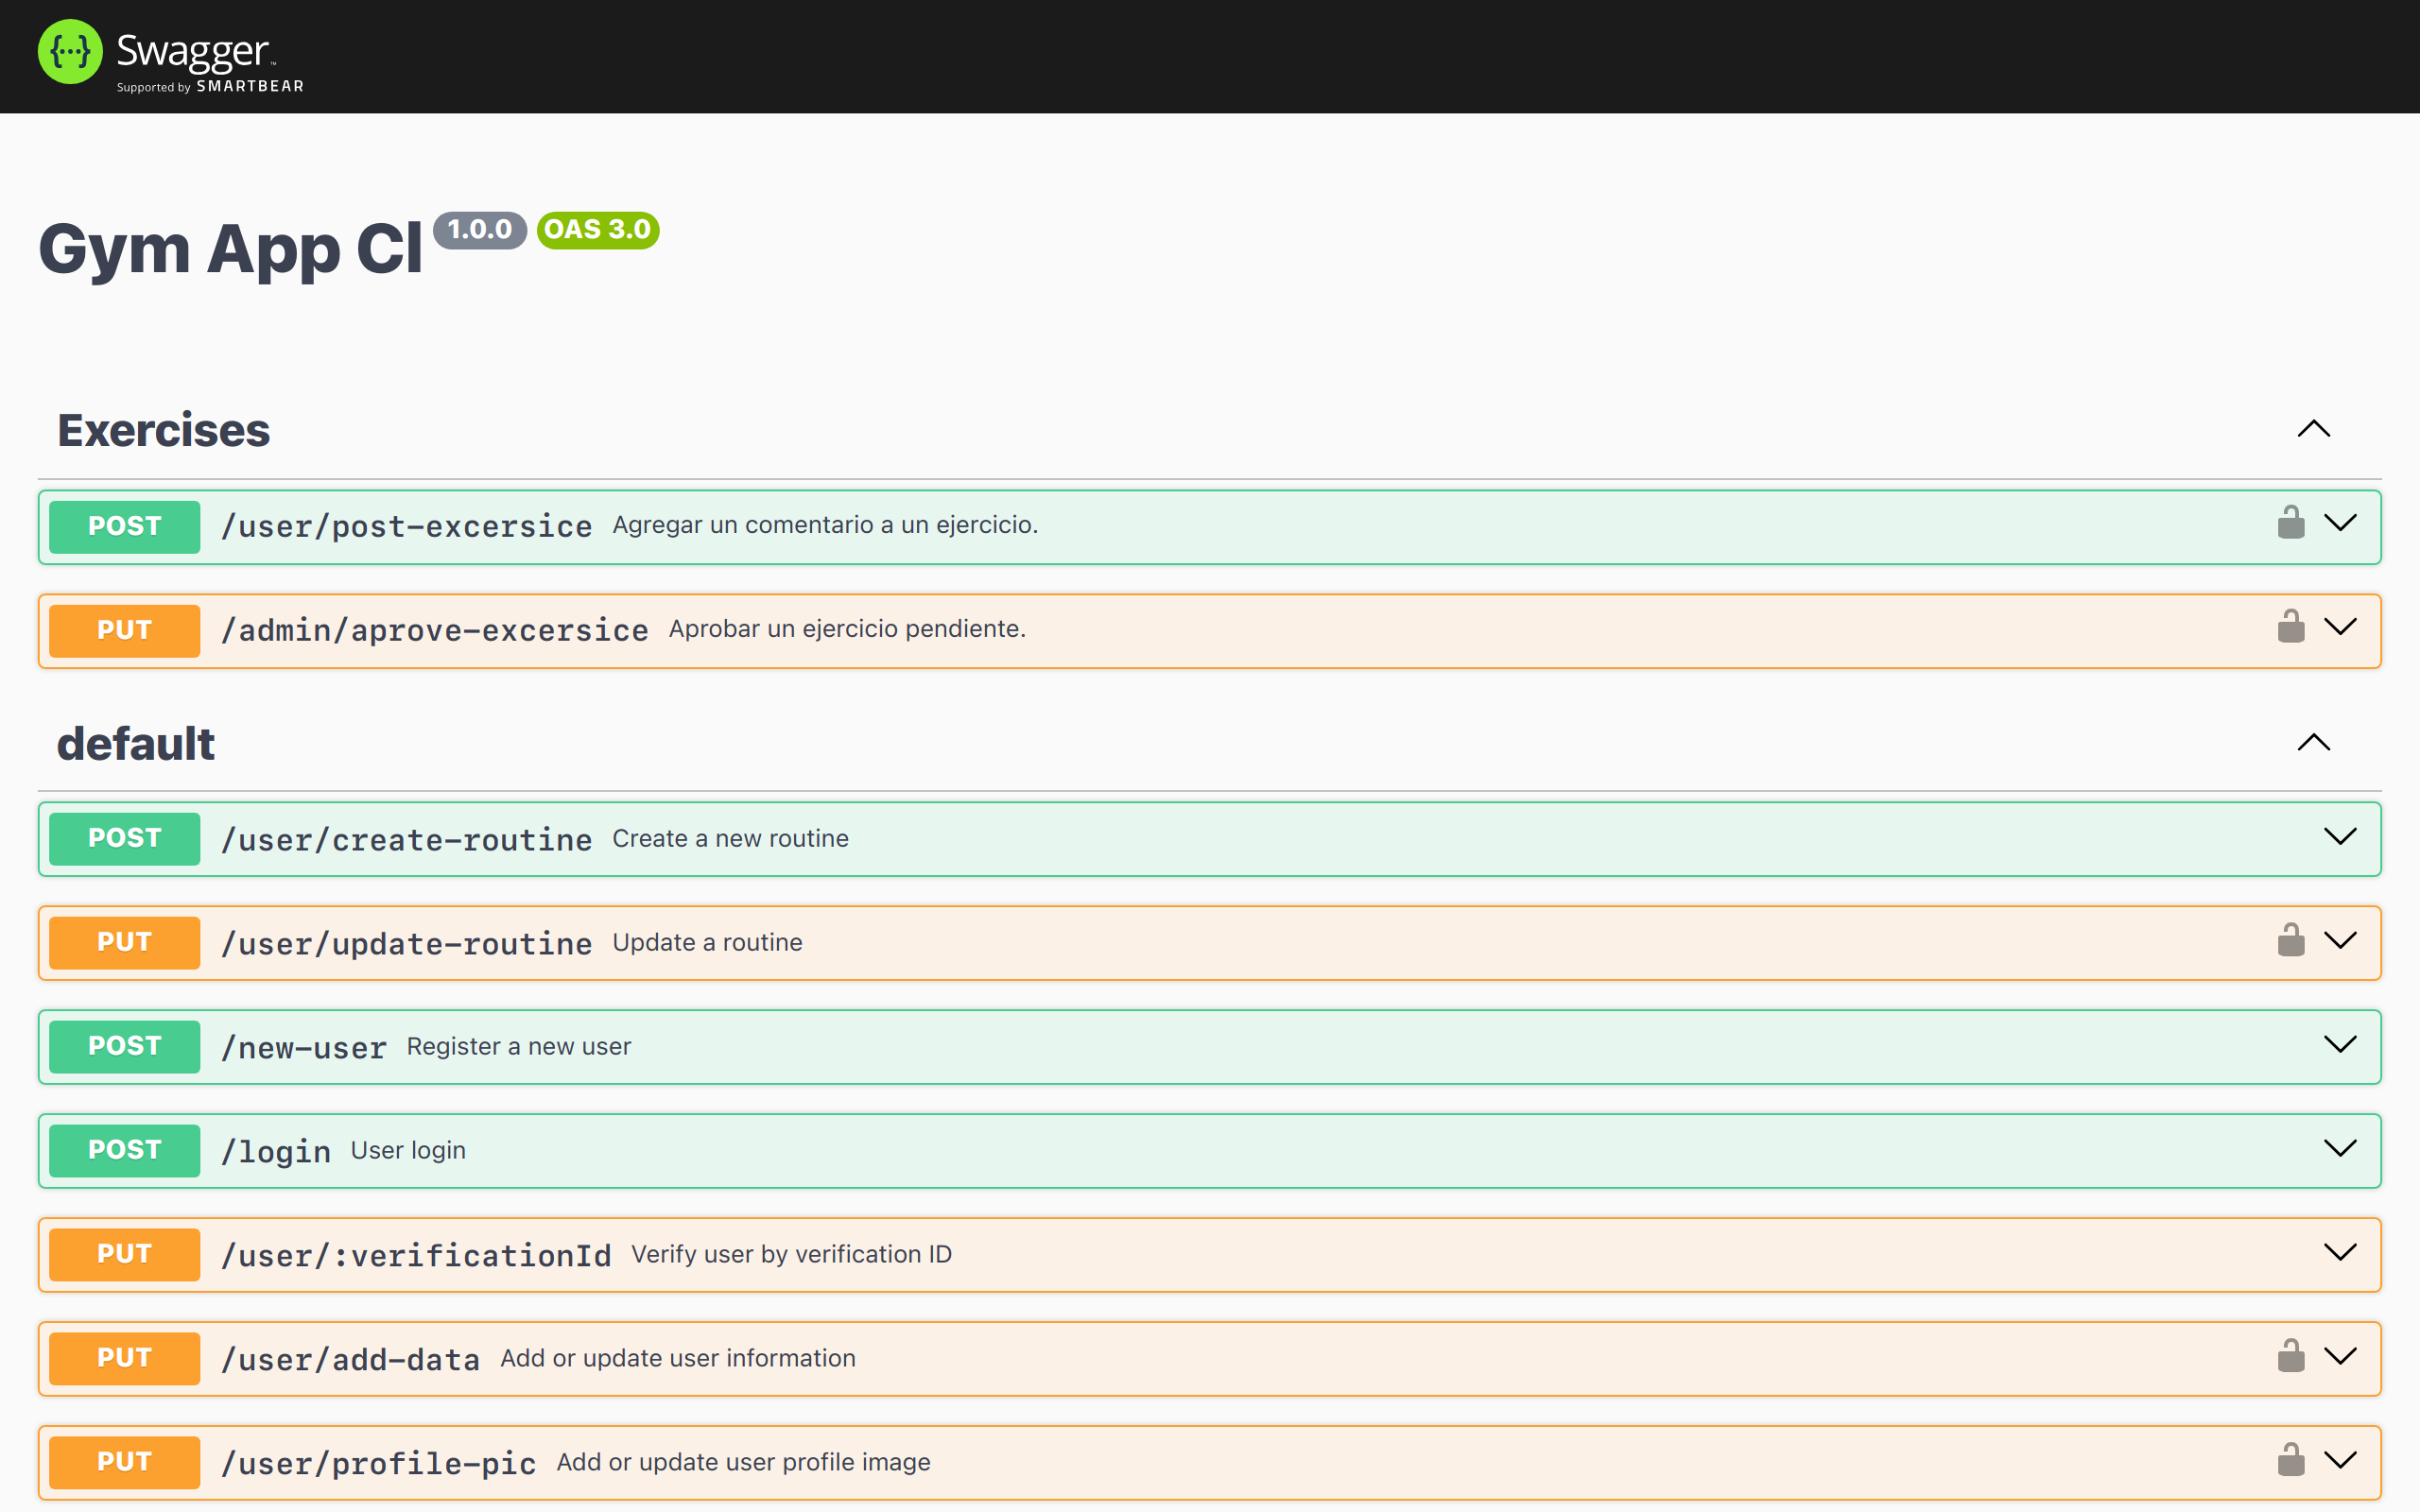 {...} Swagger™
Supported by SMARTBEAR
Gym App Cl 1.0.0 OAS 3.0
Exercises
POST /user/post-excersice Agregar un comentario a un ejercicio.
PUT /admin/aprove-excersice Aprobar un ejercicio pendiente.
default
POST /user/create-routine Create a new routine
PUT /user/update-routine Update a routine
POST /new-user Register a new user
POST /login User login
PUT /user/:verificationId Verify user by verification ID
PUT /user/add-data Add or update user information
PUT /user/profile-pic Add or update user profile image